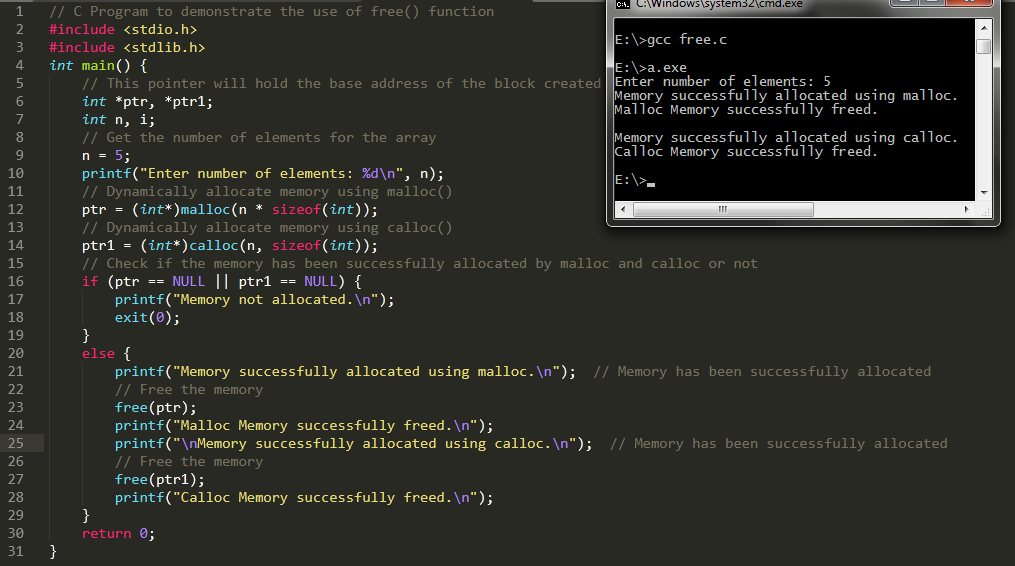 1 // C Program to demonstrate the use of free() function
2 #include <stdio.h>
3 #include <stdlib.h>
4 int main() {
5 // This pointer will hold the base address of the block created
6 int *ptr, *ptr1;
7 int n, i;
8 // Get the number of elements for the array
9 n = 5;
10 printf("Enter number of elements: %d\n", n);
11 // Dynamically allocate memory using malloc()
12 ptr = (int*)malloc(n * sizeof(int));
13 // Dynamically allocate memory using calloc()
14 ptr1 = (int*)calloc(n, sizeof(int));
15 // Check if the memory has been successfully allocated by malloc and calloc or not
16 if (ptr == NULL || ptr1 == NULL) {
17 printf("Memory not allocated.\n");
18 exit(0);
19 }
20 else {
21 printf("Memory successfully allocated using malloc.\n");  // Memory has been successfully allocated
22 // Free the memory
23 free(ptr);
24 printf("Malloc Memory successfully freed.\n");
25 printf("\nMemory successfully allocated using calloc.\n");  // Memory has been successfully allocated
26 // Free the memory
27 free(ptr1);
28 printf("Calloc Memory successfully freed.\n");
29 }
30 return 0;
31 }
C:\Windows\system32\cmd.exe
E:\>gcc free.c
E:\>a.exe
Enter number of elements: 5
Memory successfully allocated using malloc.
Malloc Memory successfully freed.
Memory successfully allocated using calloc.
Calloc Memory successfully freed.
E:\>_